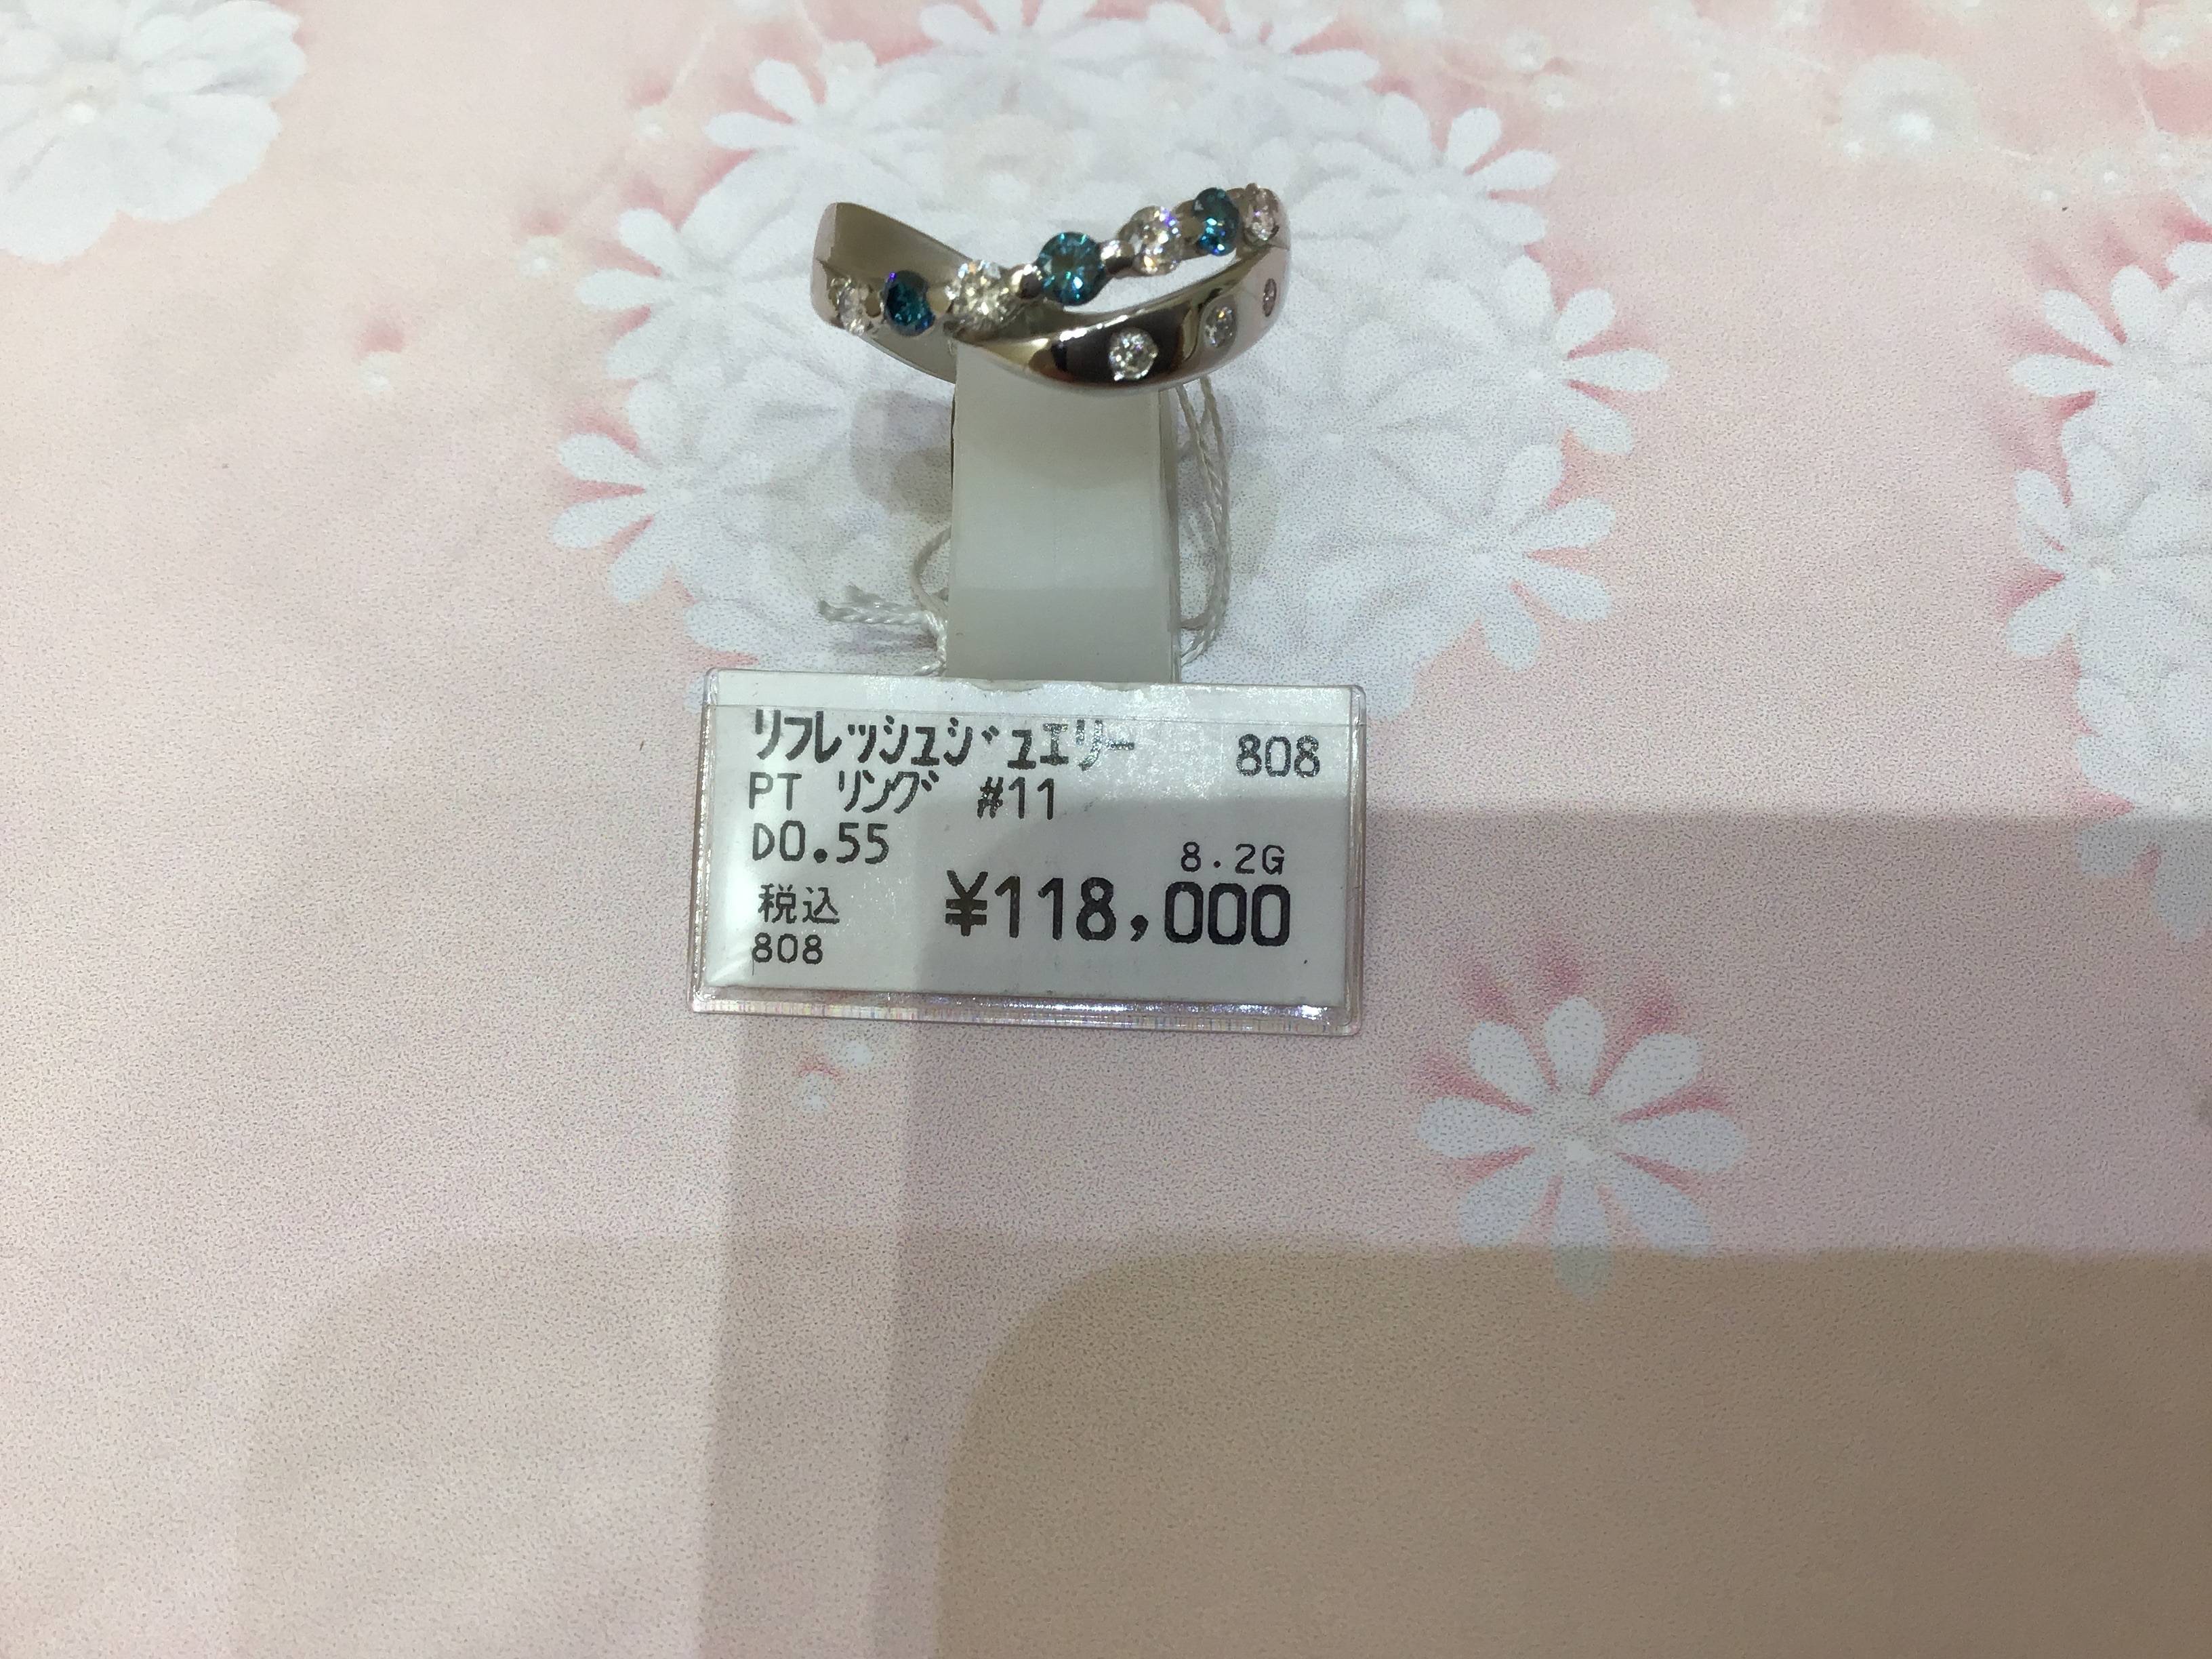 リフレッシュジュエリー 808
PT リング #11
D0.55
8.2G
税込 ¥118,000
808